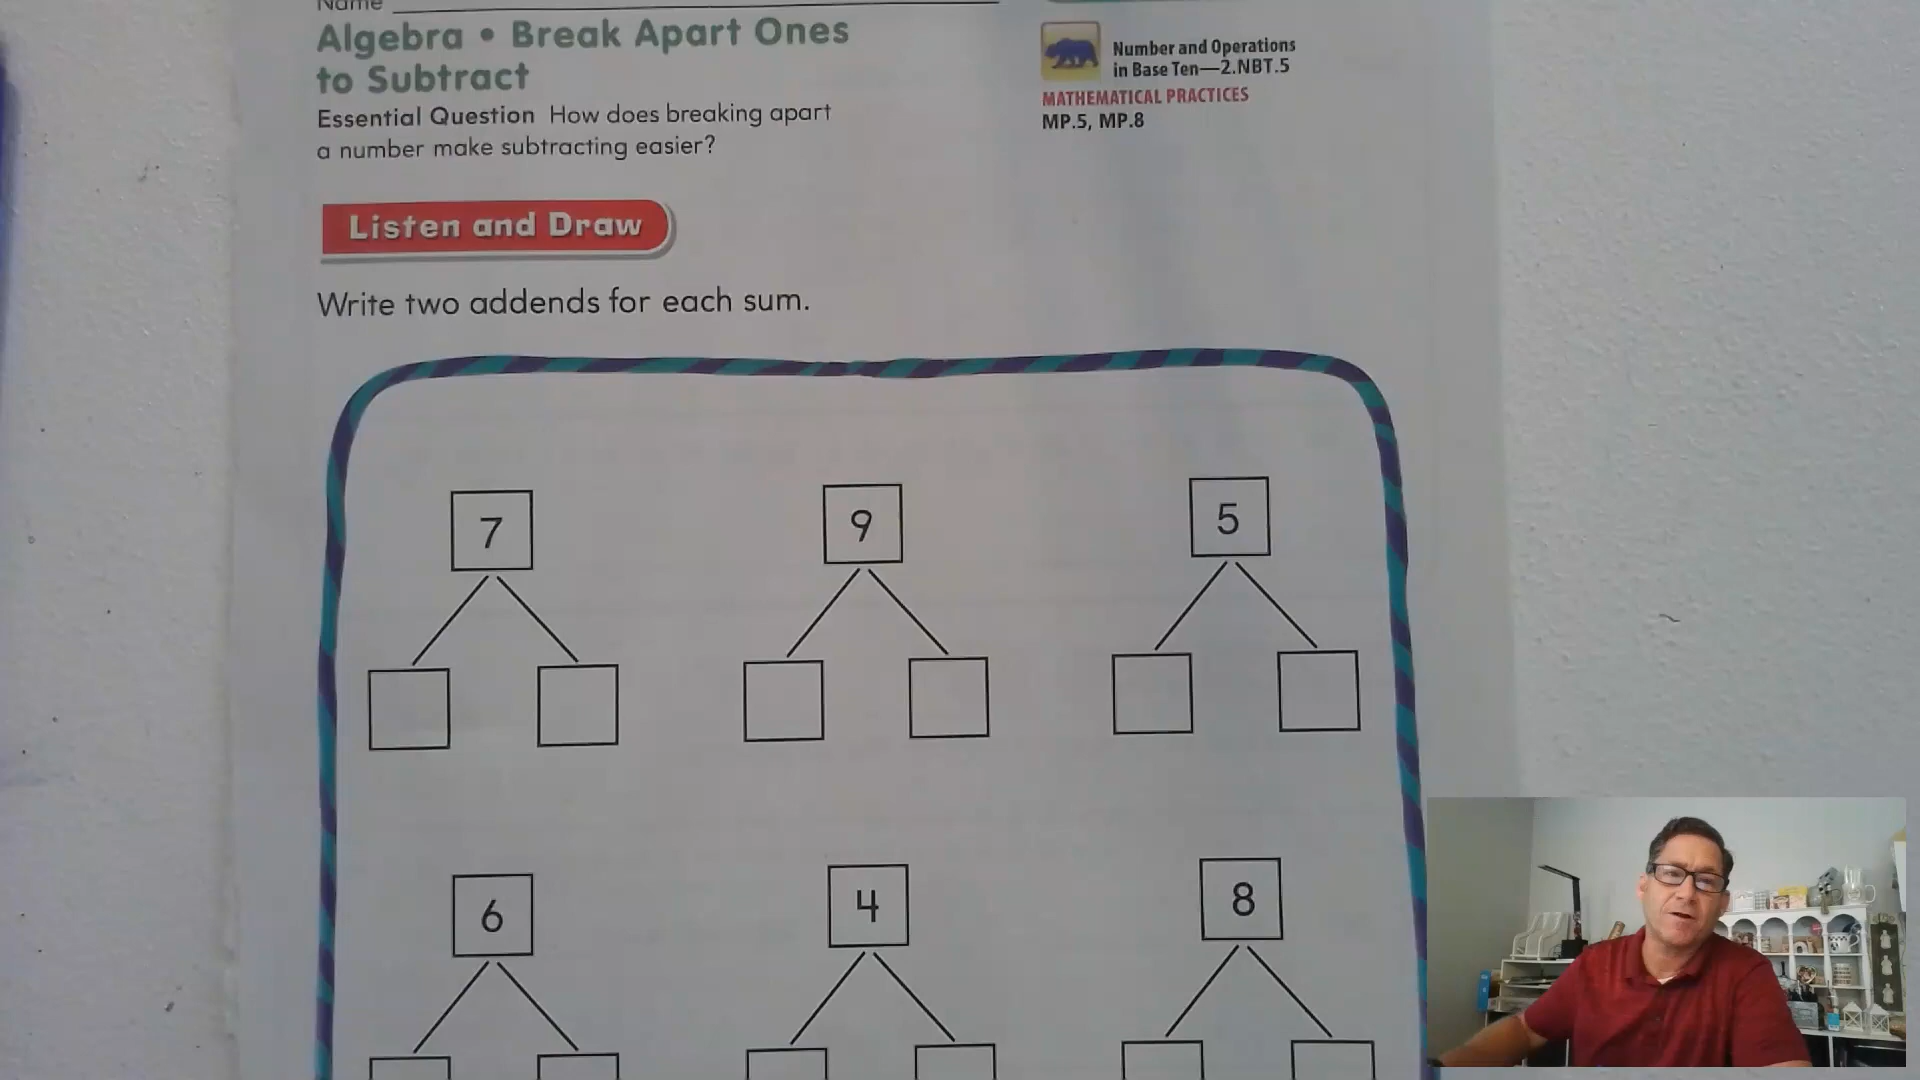 Name
Algebra • Break Apart Ones
to Subtract
Essential Question How does breaking apart
a number make subtracting easier?
Number and Operations
in Base Ten—2.NBT.5
MATHEMATICAL PRACTICES
MP.5, MP.8
Listen and Draw
Write two addends for each sum.
7 9 5
6 4 8